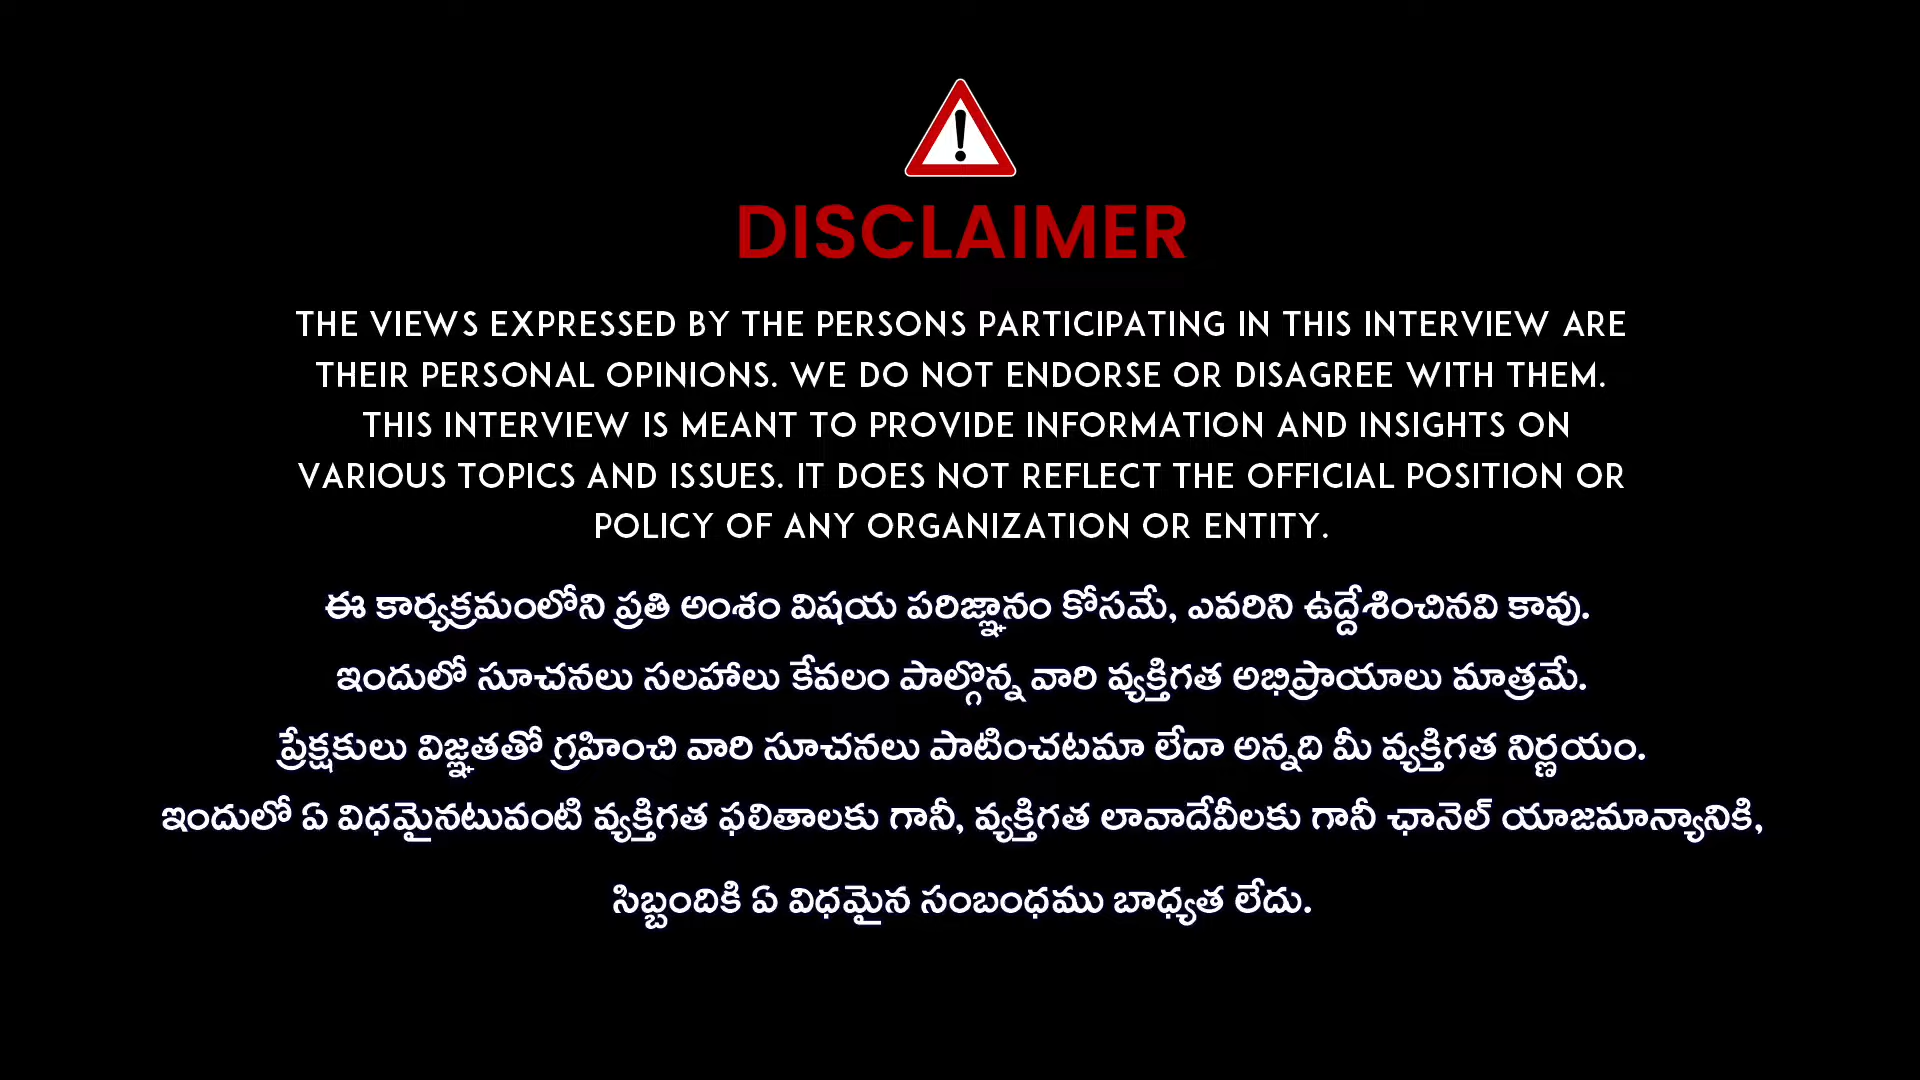 DISCLAIMER
THE VIEWS EXPRESSED BY THE PERSONS PARTICIPATING IN THIS INTERVIEW ARE
THEIR PERSONAL OPINIONS. WE DO NOT ENDORSE OR DISAGREE WITH THEM.
THIS INTERVIEW IS MEANT TO PROVIDE INFORMATION AND INSIGHTS ON
VARIOUS TOPICS AND ISSUES. IT DOES NOT REFLECT THE OFFICIAL POSITION OR
POLICY OF ANY ORGANIZATION OR ENTITY.
ఈ కార్యక్రమంలోని ప్రతి అంశం విషయ పరిజ్ఞానం కోసమే, ఎవరిని ఉద్దేశించినవి కావు.
ఇందులో సూచనలు సలహాలు కేవలం పాల్గొన్న వారి వ్యక్తిగత అభిప్రాయాలు మాత్రమే.
ప్రేక్షకులు విజ్ఞతతో గ్రహించి వారి సూచనలు పాటించటమా లేదా అన్నది మీ వ్యక్తిగత నిర్ణయం.
ఇందులో ఏ విధమైనటువంటి వ్యక్తిగత ఫలితాలకు గానీ, వ్యక్తిగత లావాదేవీలకు గానీ ఛానెల్ యాజమాన్యానికి,
సిబ్బందికి ఏ విధమైన సంబంధము బాధ్యత లేదు.